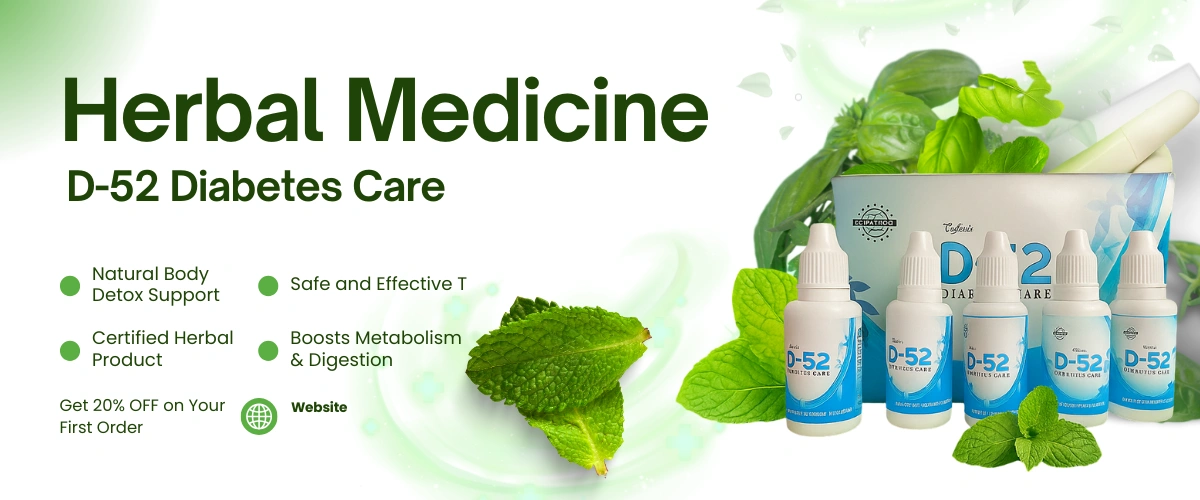 Herbal Medicine
D-52 Diabetes Care
Natural Body
Detox Support
Safe and Effective T
Certified Herbal
Product
Boosts Metabolism
& Digestion
Get 20% OFF on Your
First Order
Website
D-52
D-52
D-52
D-52
D-52
D-52